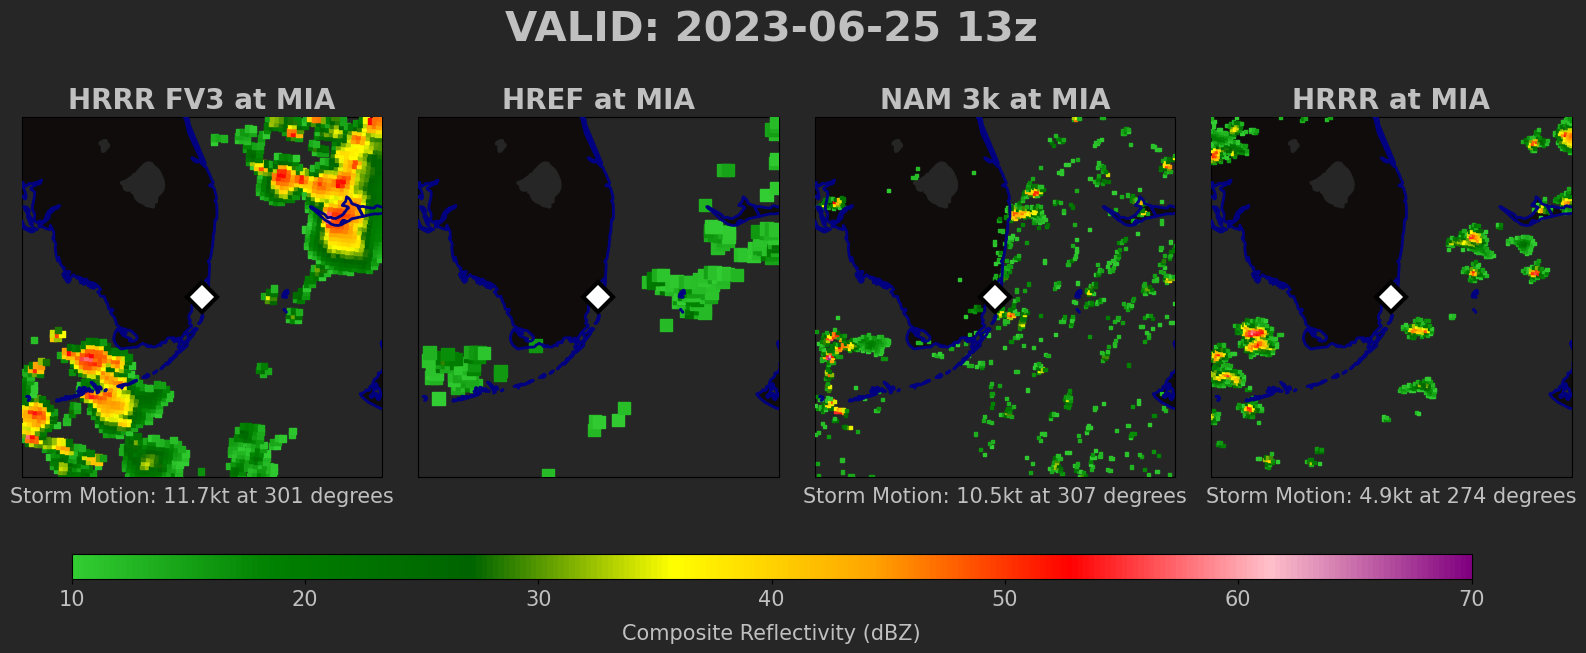 VALID: 2023-06-25 13z
HRRR FV3 at MIA
HREF at MIA
NAM 3k at MIA
HRRR at MIA
Storm Motion: 11.7kt at 301 degrees
Storm Motion: 10.5kt at 307 degrees
Storm Motion: 4.9kt at 274 degrees
10 20 30 40 50 60 70
Composite Reflectivity (dBZ)